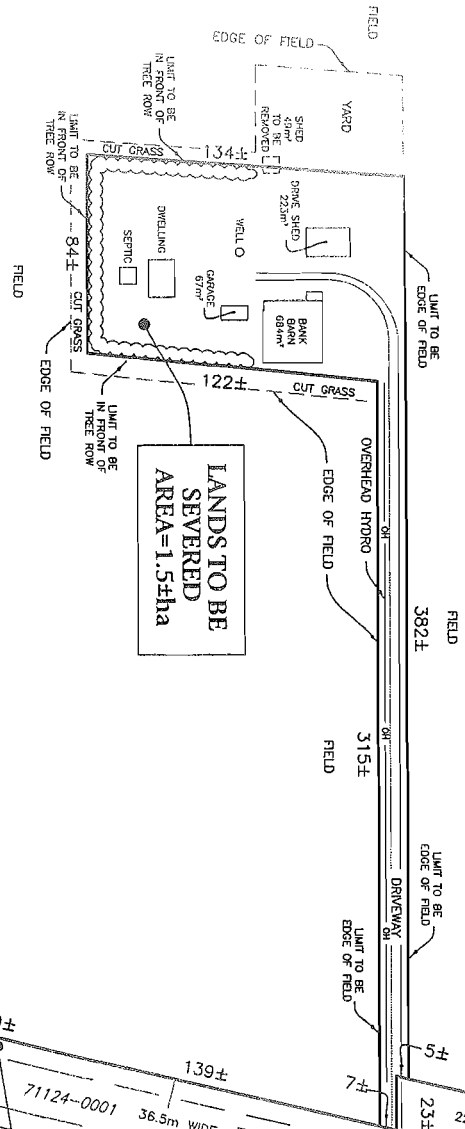 FIELD
EDGE OF FIELD
YARD
SHED
49m²
TO BE
REMOVED
LIMIT TO BE
IN FRONT OF
TREE ROW
CUT GRASS
134±
LIMIT TO BE
IN FRONT OF
TREE ROW
84±
CUT GRASS
EDGE OF FIELD
FIELD
DRIVE SHED
223m²
WELL
DWELLING
SEPTIC
GARAGE
67m²
BANK
BARN
684m²
LIMIT TO BE
EDGE OF FIELD
LIMIT TO BE
IN FRONT OF
TREE ROW
122±
CUT GRASS
EDGE OF FIELD
OVERHEAD HYDRO
LANDS TO BE
SEVERED
AREA=1.5±ha
OH
FIELD
382±
OH
315±
FIELD
LIMIT TO BE
EDGE OF FIELD
DRIVEWAY
OH
LIMIT TO BE
EDGE OF FIELD
5±
7±
23±
139±
71124-0001
36.5m WIDE